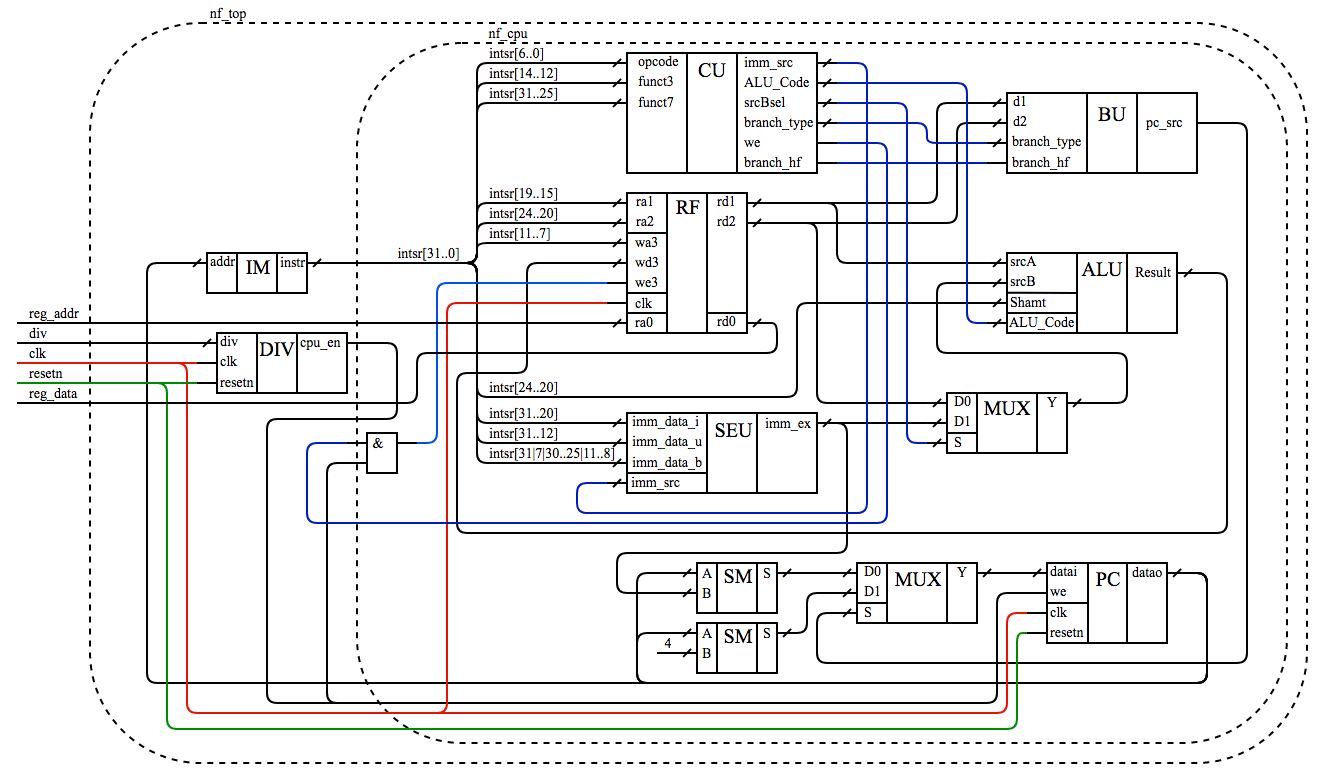 nf_top
nf_cpu
intsr[6..0]
intsr[14..12]
intsr[31..25]
opcode
funct3
funct7
CU
imm_src
ALU_Code
srcBsel
branch_type
we
branch_hf
d1
d2
branch_type
branch_hf
BU
pc_src
intsr[19..15]
intsr[24..20]
intsr[11..7]
ra1
ra2
wa3
wd3
we3
clk
ra0
RF
rd1
rd2
rd0
intsr[31..0]
addr
IM
instr
srcA
srcB
Shamt
ALU_Code
ALU
Result
reg_addr
div
clk
resetn
reg_data
div
clk
resetn
DIV
cpu_en
&
intsr[24..20]
intsr[31..20]
intsr[31..12]
intsr[31|7|30..25|11..8]
imm_data_i
imm_data_u
imm_data_b
imm_src
SEU
imm_ex
D0
D1
S
MUX
Y
A
B
SM
S
4
A
B
SM
S
D0
D1
S
MUX
Y
datai
we
clk
resetn
PC
datao